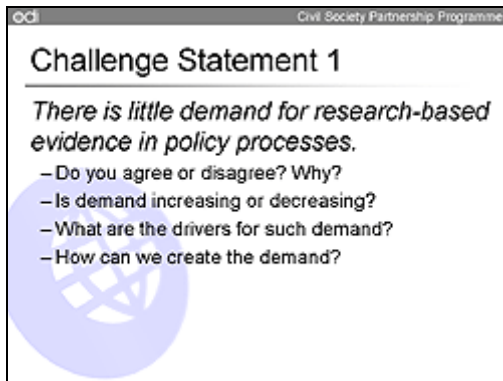 odi Civil Society Partnership Programme
Challenge Statement 1
There is little demand for research-based
evidence in policy processes.
– Do you agree or disagree? Why?
– Is demand increasing or decreasing?
– What are the drivers for such demand?
– How can we create the demand?